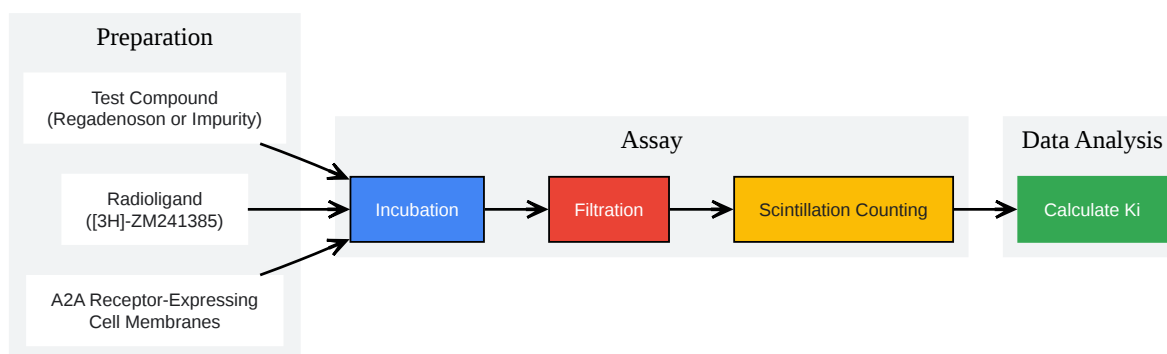 Preparation
Test Compound
(Regadenoson or Impurity)
Radioligand
([3H]-ZM241385)
A2A Receptor-Expressing
Cell Membranes
Assay
Incubation
Filtration
Scintillation Counting
Data Analysis
Calculate Ki